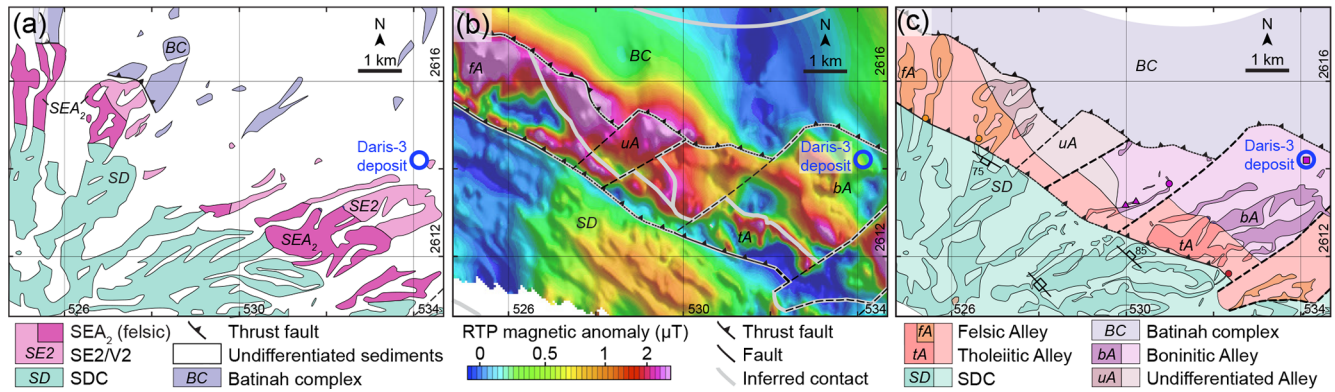 (a)
N
1 km
BC
2616
SEA2
Daris-3
deposit
SD
SE2
SEA2
2612
526
530
534
SEA2 (felsic)
SE2 SE2/V2
SD SDC
Thrust fault
Undifferentiated sediments
BC Batinah complex
(b)
N
1 km
BC
2616
fA
uA
Daris-3
deposit
bA
SD
tA
2612
526
530
534
RTP magnetic anomaly (μT)
0 0.5 1 2
Thrust fault
Fault
Inferred contact
(c)
N
1 km
BC
2616
fA
uA
Daris-3
deposit
75
SD
bA
tA
85
2612
526
530
534
fA Felsic Alley
tA Tholeiitic Alley
SD SDC
BC Batinah complex
bA Boninitic Alley
uA Undifferentiated Alley